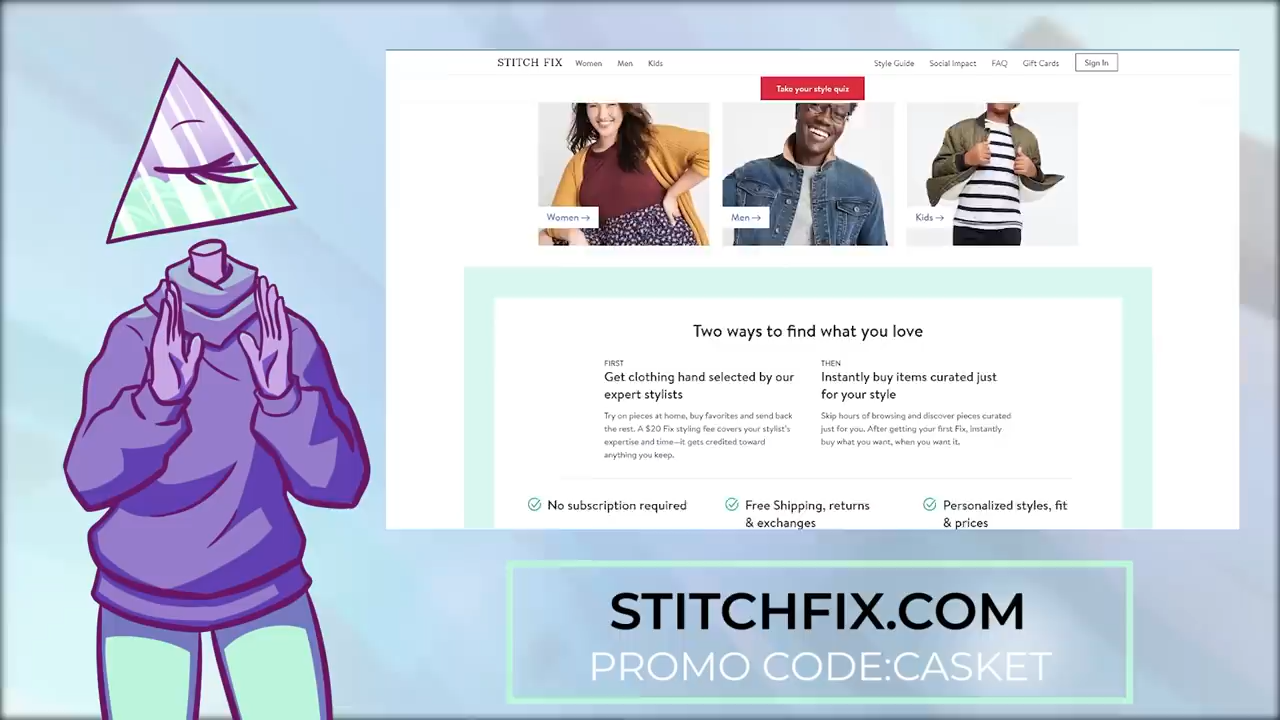 STITCH FIX Women Men Kids Style Guide Social Impact FAQ Gift Cards Sign In
Take your style quiz
Women → Men → Kids →
Two ways to find what you love
FIRST
Get clothing hand selected by our
expert stylists
Try on pieces at home, buy favorites and send back
the rest. A $20 Fix styling fee covers your stylist's
expertise and time—it gets credited toward
anything you keep.
THEN
Instantly buy items curated just
for your style
Skip hours of browsing and discover pieces curated
just for you. After getting your first Fix, instantly
buy what you want, when you want it.
No subscription required
Free Shipping, returns
& exchanges
Personalized styles, fit
& prices
STITCHFIX.COM
PROMO CODE:CASKET